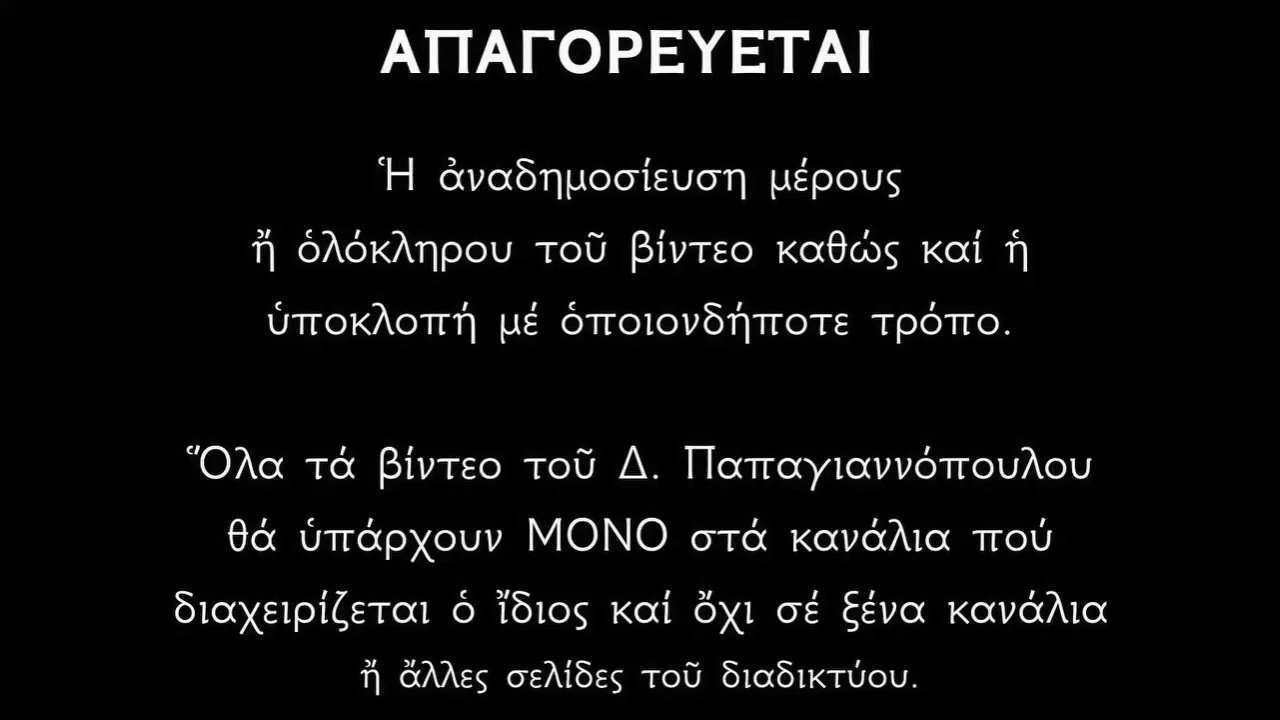 ΑΠΑΓΟΡΕΥΕΤΑΙ
Ἡ ἀναδημοσίευση μέρους
ἤ ὁλόκληρου τοῦ βίντεο καθώς καί ἡ
ὑποκλοπή μέ ὁποιονδήποτε τρόπο.
Ὅλα τά βίντεο τοῦ Δ. Παπαγιαννόπουλου
θά ὑπάρχουν ΜΟΝΟ στά κανάλια πού
διαχειρίζεται ὁ ἴδιος καί ὄχι σέ ξένα κανάλια
ἤ ἄλλες σελίδες τοῦ διαδικτύου.